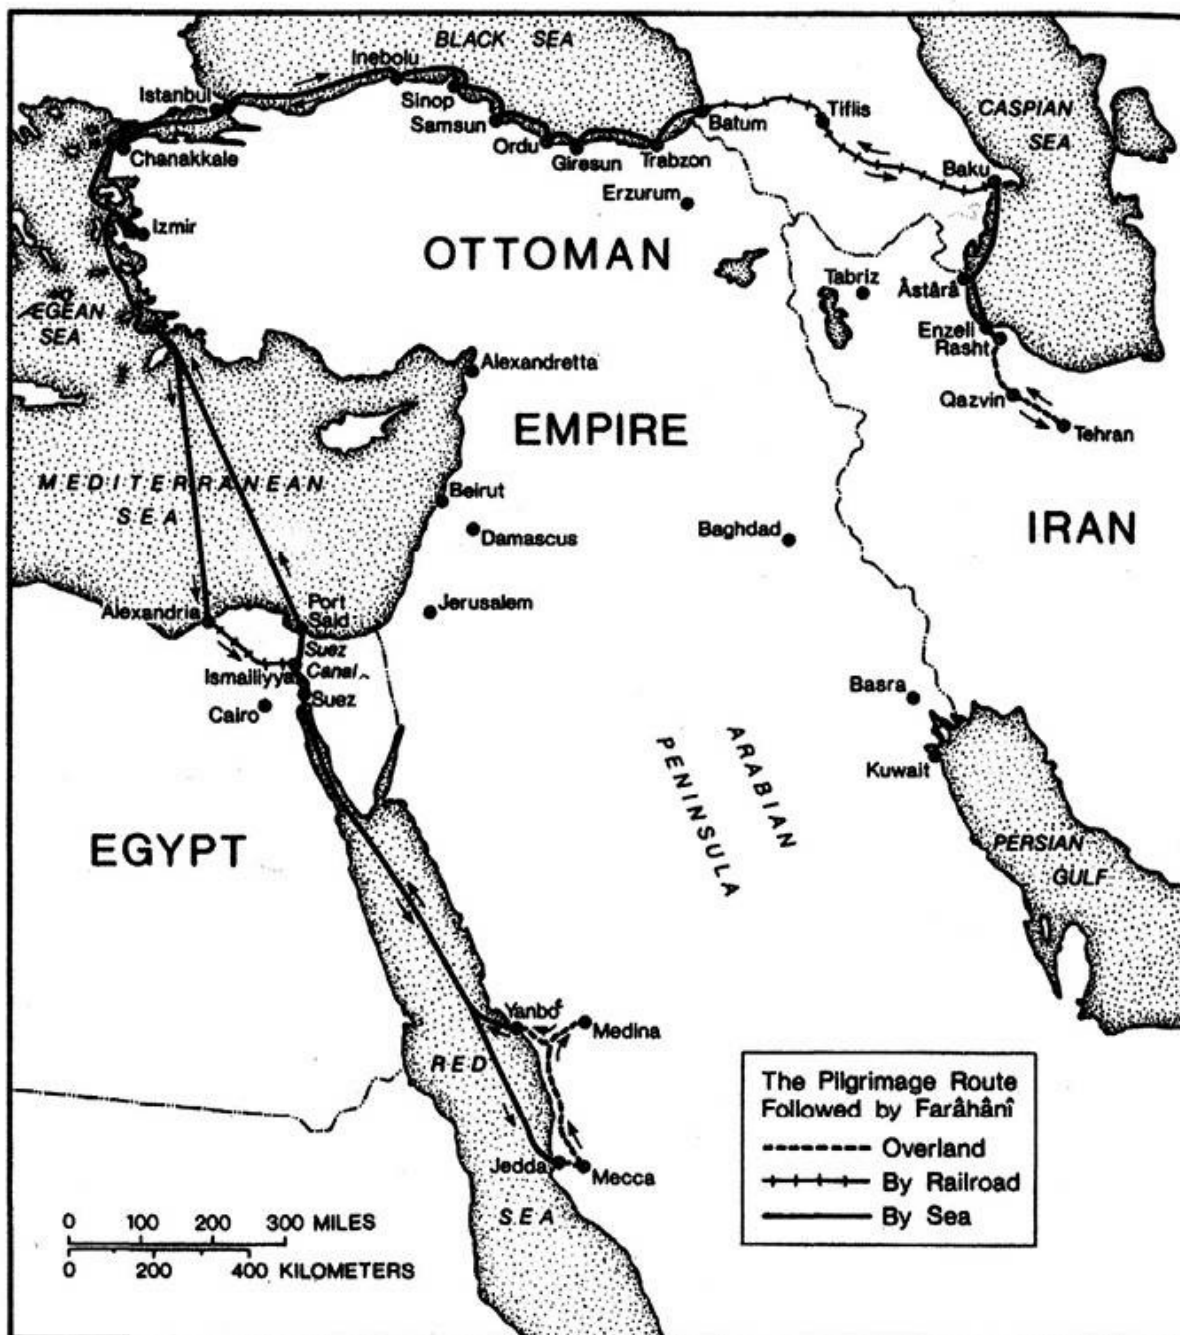 BLACK SEA
Inebolu
Istanbul
Sinop
Samsun
Chanakkale
Ordu
Giresun
Trabzon
Batum
Tiflis
CASPIAN
SEA
Baku
Erzurum
Izmir
OTTOMAN
Tabriz
Âstârâ
ÆGEAN
SEA
Enzeli
Rasht
Alexandretta
Qazvin
EMPIRE
Tehran
MEDITERRANEAN
SEA
Beirut
Damascus
Baghdad
IRAN
Alexandria
Port
Said
Jerusalem
Suez
Canal
Ismailiyya
Suez
Cairo
Basra
ARABIAN
PENINSULA
Kuwait
EGYPT
PERSIAN
GULF
Yanboʿ
Medina
RED
Jedda
Mecca
SEA
The Pilgrimage Route
Followed by Farâhânî
Overland
By Railroad
By Sea
0 100 200 300 MILES
0 200 400 KILOMETERS